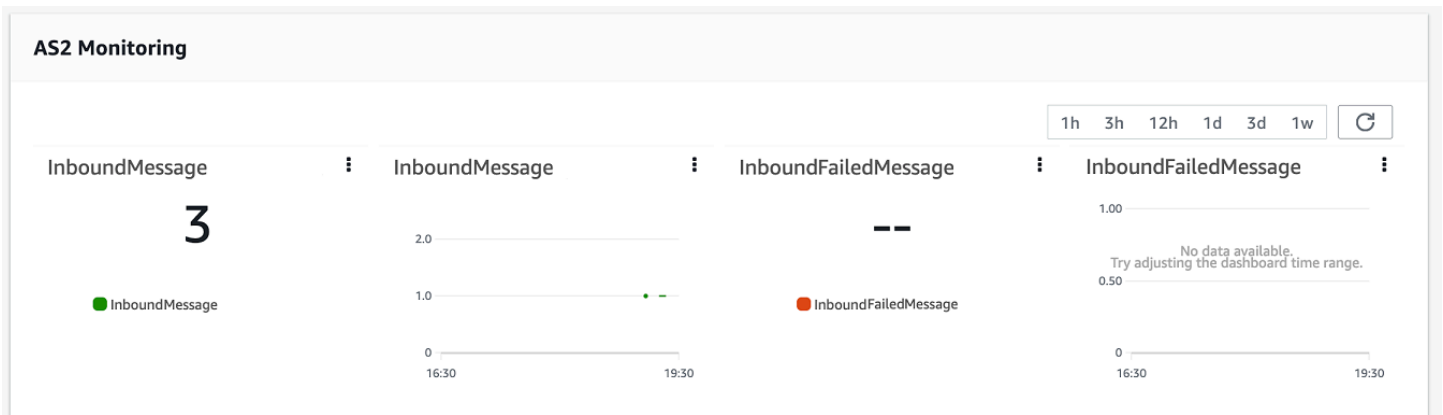 AS2 Monitoring
1h 3h 12h 1d 3d 1w
InboundMessage
3
InboundMessage
InboundMessage
2.0
1.0
0
16:30 19:30
InboundFailedMessage
--
InboundFailedMessage
InboundFailedMessage
1.00
No data available.
Try adjusting the dashboard time range.
0.50
0
16:30 19:30